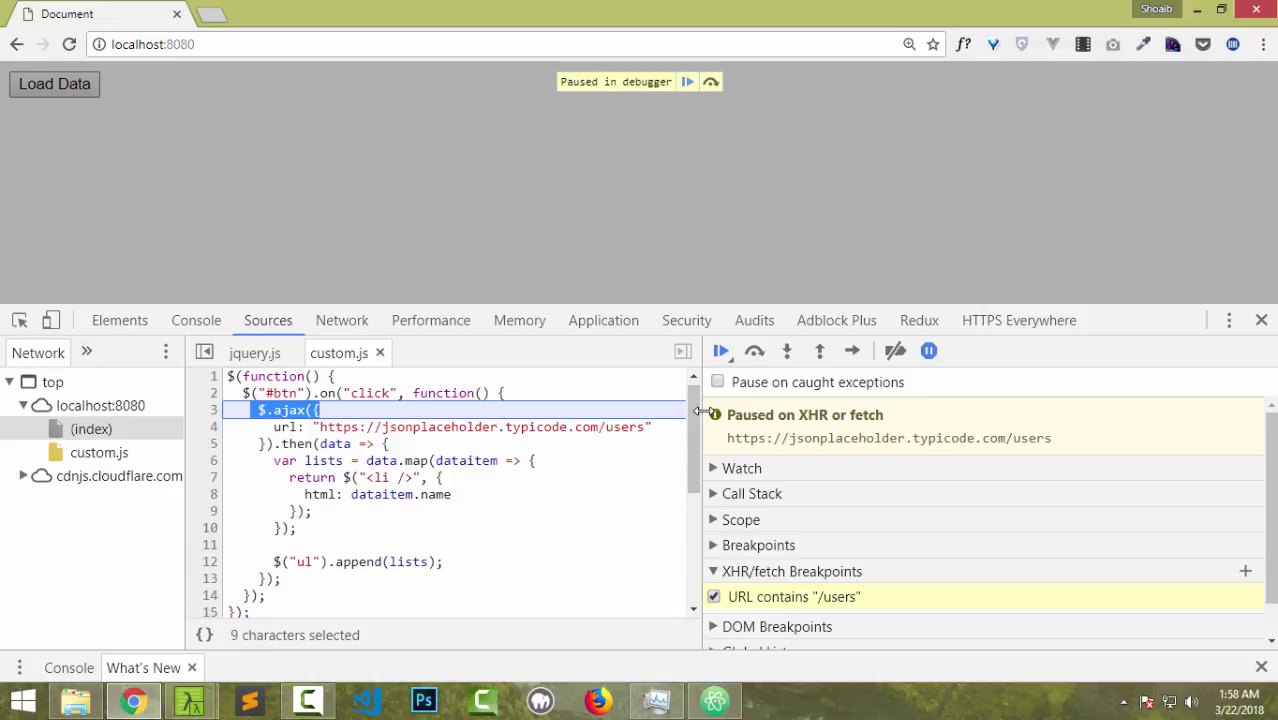 Document
Shoaib
localhost:8080
f?
Load Data
Paused in debugger
Elements
Console
Sources
Network
Performance
Memory
Application
Security
Audits
Adblock Plus
Redux
HTTPS Everywhere
Network
top
localhost:8080
(index)
custom.js
cdnjs.cloudflare.com
jquery.js
custom.js
1 $(function() {
2 $("#btn").on("click", function() {
3 $.ajax({
4 url: "https://jsonplaceholder.typicode.com/users"
5 }).then(data => {
6 var lists = data.map(dataitem => {
7 return $("<li />", {
8 html: dataitem.name
9 });
10 });
11
12 $("ul").append(lists);
13 });
14 });
15 });
{} 9 characters selected
Pause on caught exceptions
Paused on XHR or fetch
https://jsonplaceholder.typicode.com/users
Watch
Call Stack
Scope
Breakpoints
XHR/fetch Breakpoints
URL contains "/users"
DOM Breakpoints
Console
What's New
Ps
1:58 AM
3/22/2018